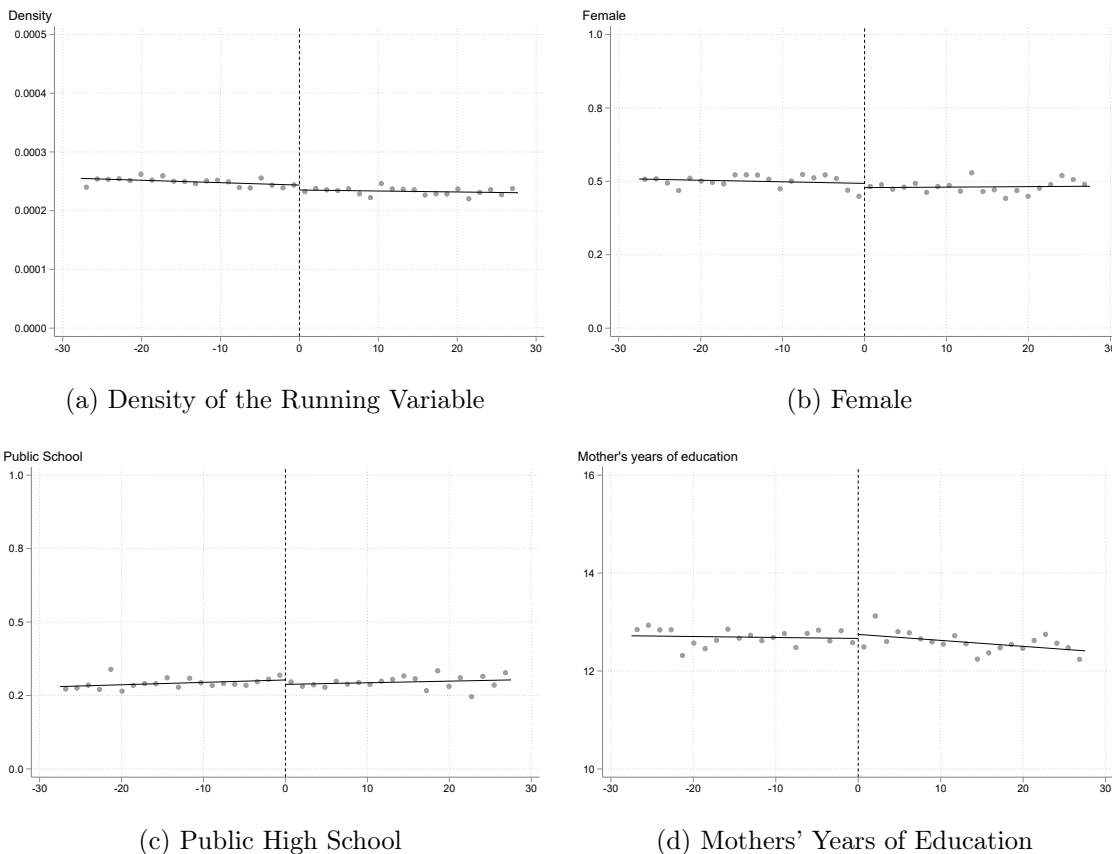 Density
0.0005
0.0004
0.0003
0.0002
0.0001
0.0000
-30 -20 -10 0 10 20 30
(a) Density of the Running Variable
Female
1.0
0.8
0.5
0.2
0.0
-30 -20 -10 0 10 20 30
(b) Female
Public School
1.0
0.8
0.5
0.2
0.0
-30 -20 -10 0 10 20 30
(c) Public High School
Mother's years of education
16
14
12
10
-30 -20 -10 0 10 20 30
(d) Mothers' Years of Education